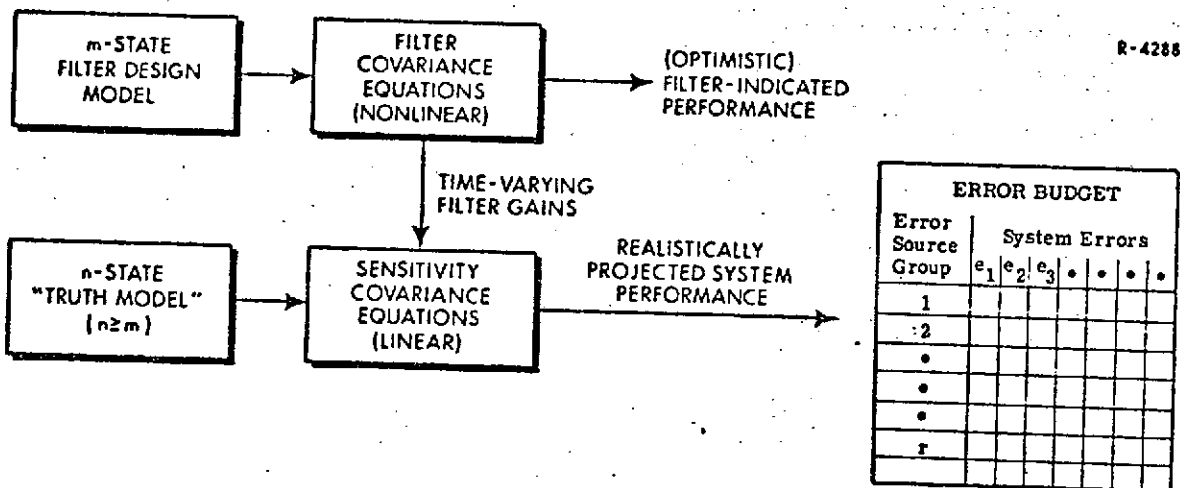 R-4288
m-STATE
FILTER DESIGN
MODEL
FILTER
COVARIANCE
EQUATIONS
(NONLINEAR)
(OPTIMISTIC)
FILTER-INDICATED
PERFORMANCE
TIME-VARYING
FILTER GAINS
n-STATE
"TRUTH MODEL"
(n≥m)
SENSITIVITY
COVARIANCE
EQUATIONS
(LINEAR)
REALISTICALLY
PROJECTED SYSTEM
PERFORMANCE
ERROR BUDGET
Error
Source
Group
System Errors
e1 e2 e3 • • • •
1
2
•
•
•
r